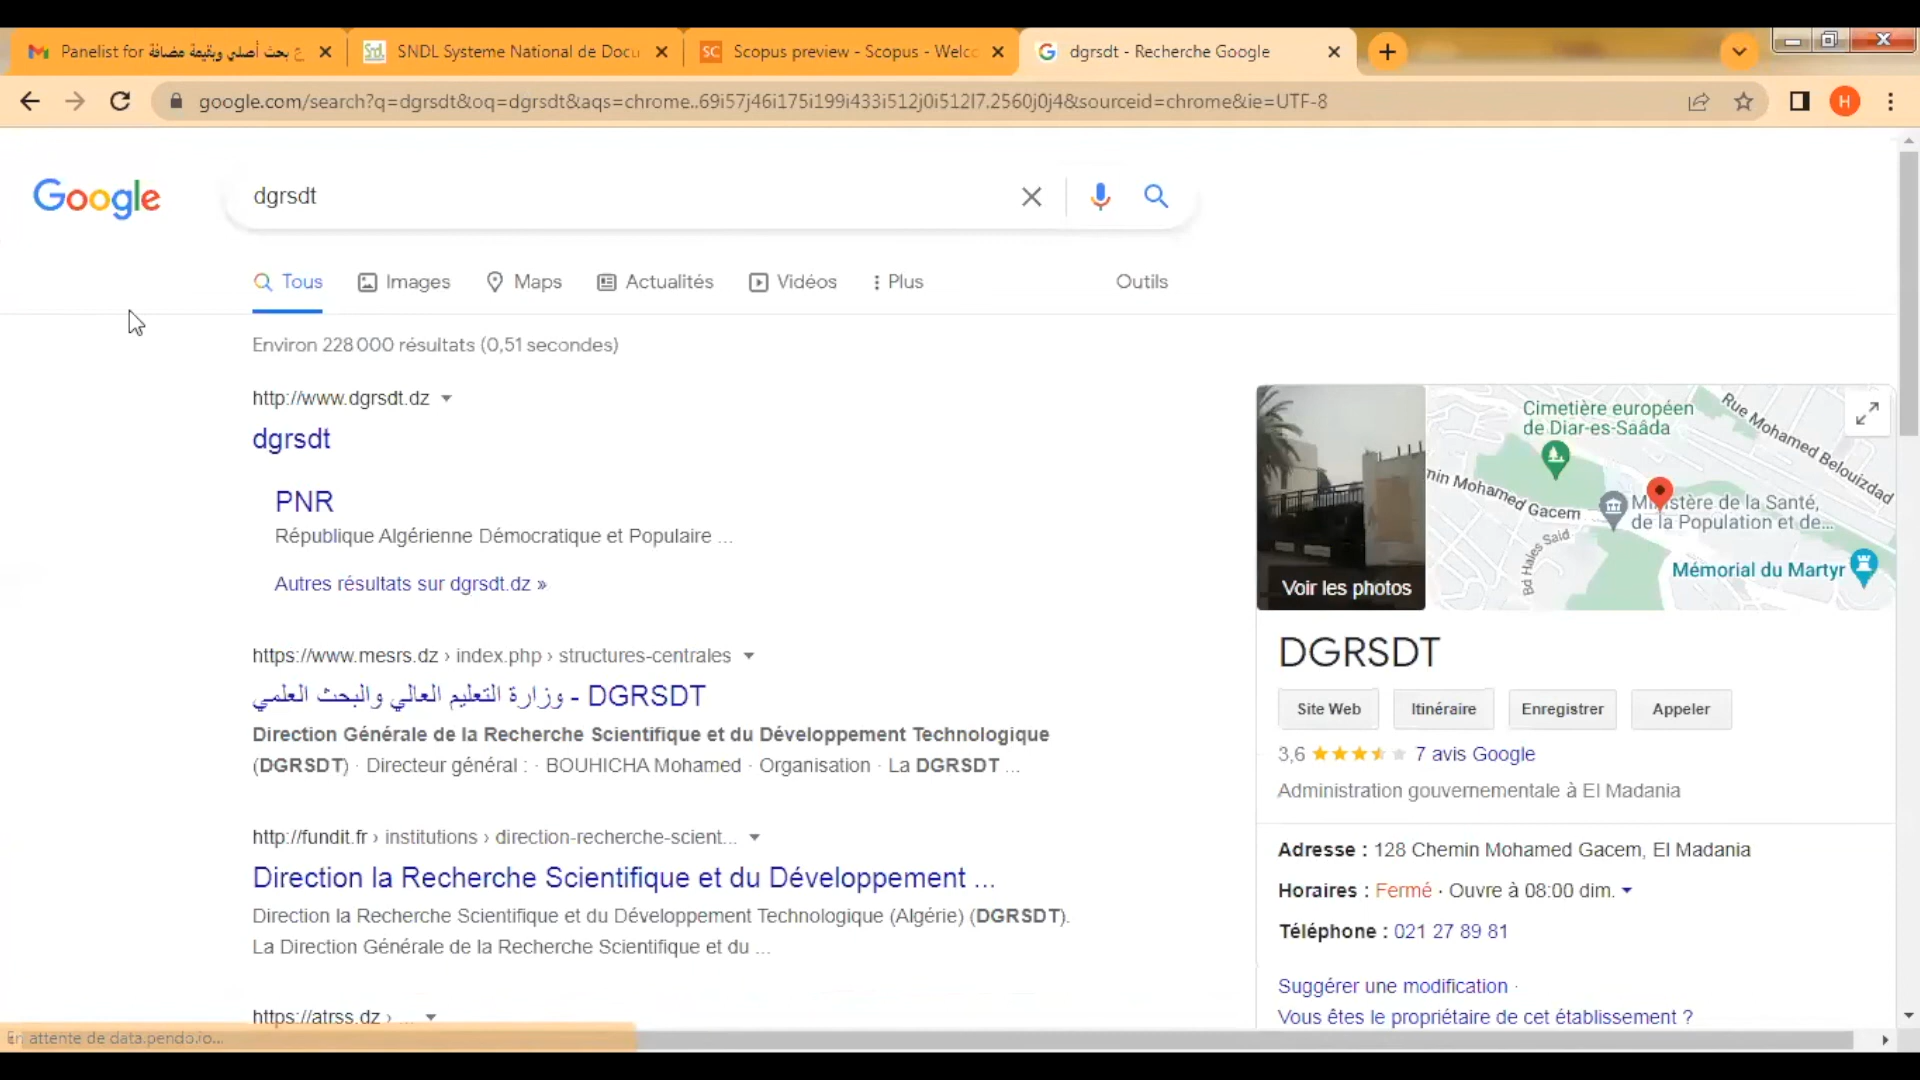 Panelist for ع بحث أصلي وبقيمة مضافة
SNDL Systeme National de Docu
Scopus preview - Scopus - Welc
dgrsdt - Recherche Google
google.com/search?q=dgrsdt&oq=dgrsdt&aqs=chrome..69i57j46i175i199i433i512j0i512l7.2560j0j4&sourceid=chrome&ie=UTF-8
H
Google
dgrsdt
Tous
Images
Maps
Actualités
Vidéos
Plus
Outils
Environ 228 000 résultats (0,51 secondes)
http://www.dgrsdt.dz
dgrsdt
PNR
République Algérienne Démocratique et Populaire ...
Autres résultats sur dgrsdt.dz »
https://www.mesrs.dz › index.php › structures-centrales
DGRSDT - وزارة التعليم العالي والبحث العلمي
Direction Générale de la Recherche Scientifique et du Développement Technologique
(DGRSDT) · Directeur général : · BOUHICHA Mohamed · Organisation · La DGRSDT ...
http://fundit.fr › institutions › direction-recherche-scient...
Direction la Recherche Scientifique et du Développement ...
Direction la Recherche Scientifique et du Développement Technologique (Algérie) (DGRSDT).
La Direction Générale de la Recherche Scientifique et du ...
https://atrss.dz › ...
En attente de data.pendo.io...
Cimetière européen
de Diar-es-Saâda
Rue Mohamed Belouizdad
min Mohamed Gacem
Ministère de la Santé,
de la Population et de...
Bd Hales Said
Mémorial du Martyr
Voir les photos
DGRSDT
Site Web
Itinéraire
Enregistrer
Appeler
3,6
7 avis Google
Administration gouvernementale à El Madania
Adresse : 128 Chemin Mohamed Gacem, El Madania
Horaires : Fermé · Ouvre à 08:00 dim.
Téléphone : 021 27 89 81
Suggérer une modification ·
Vous êtes le propriétaire de cet établissement ?